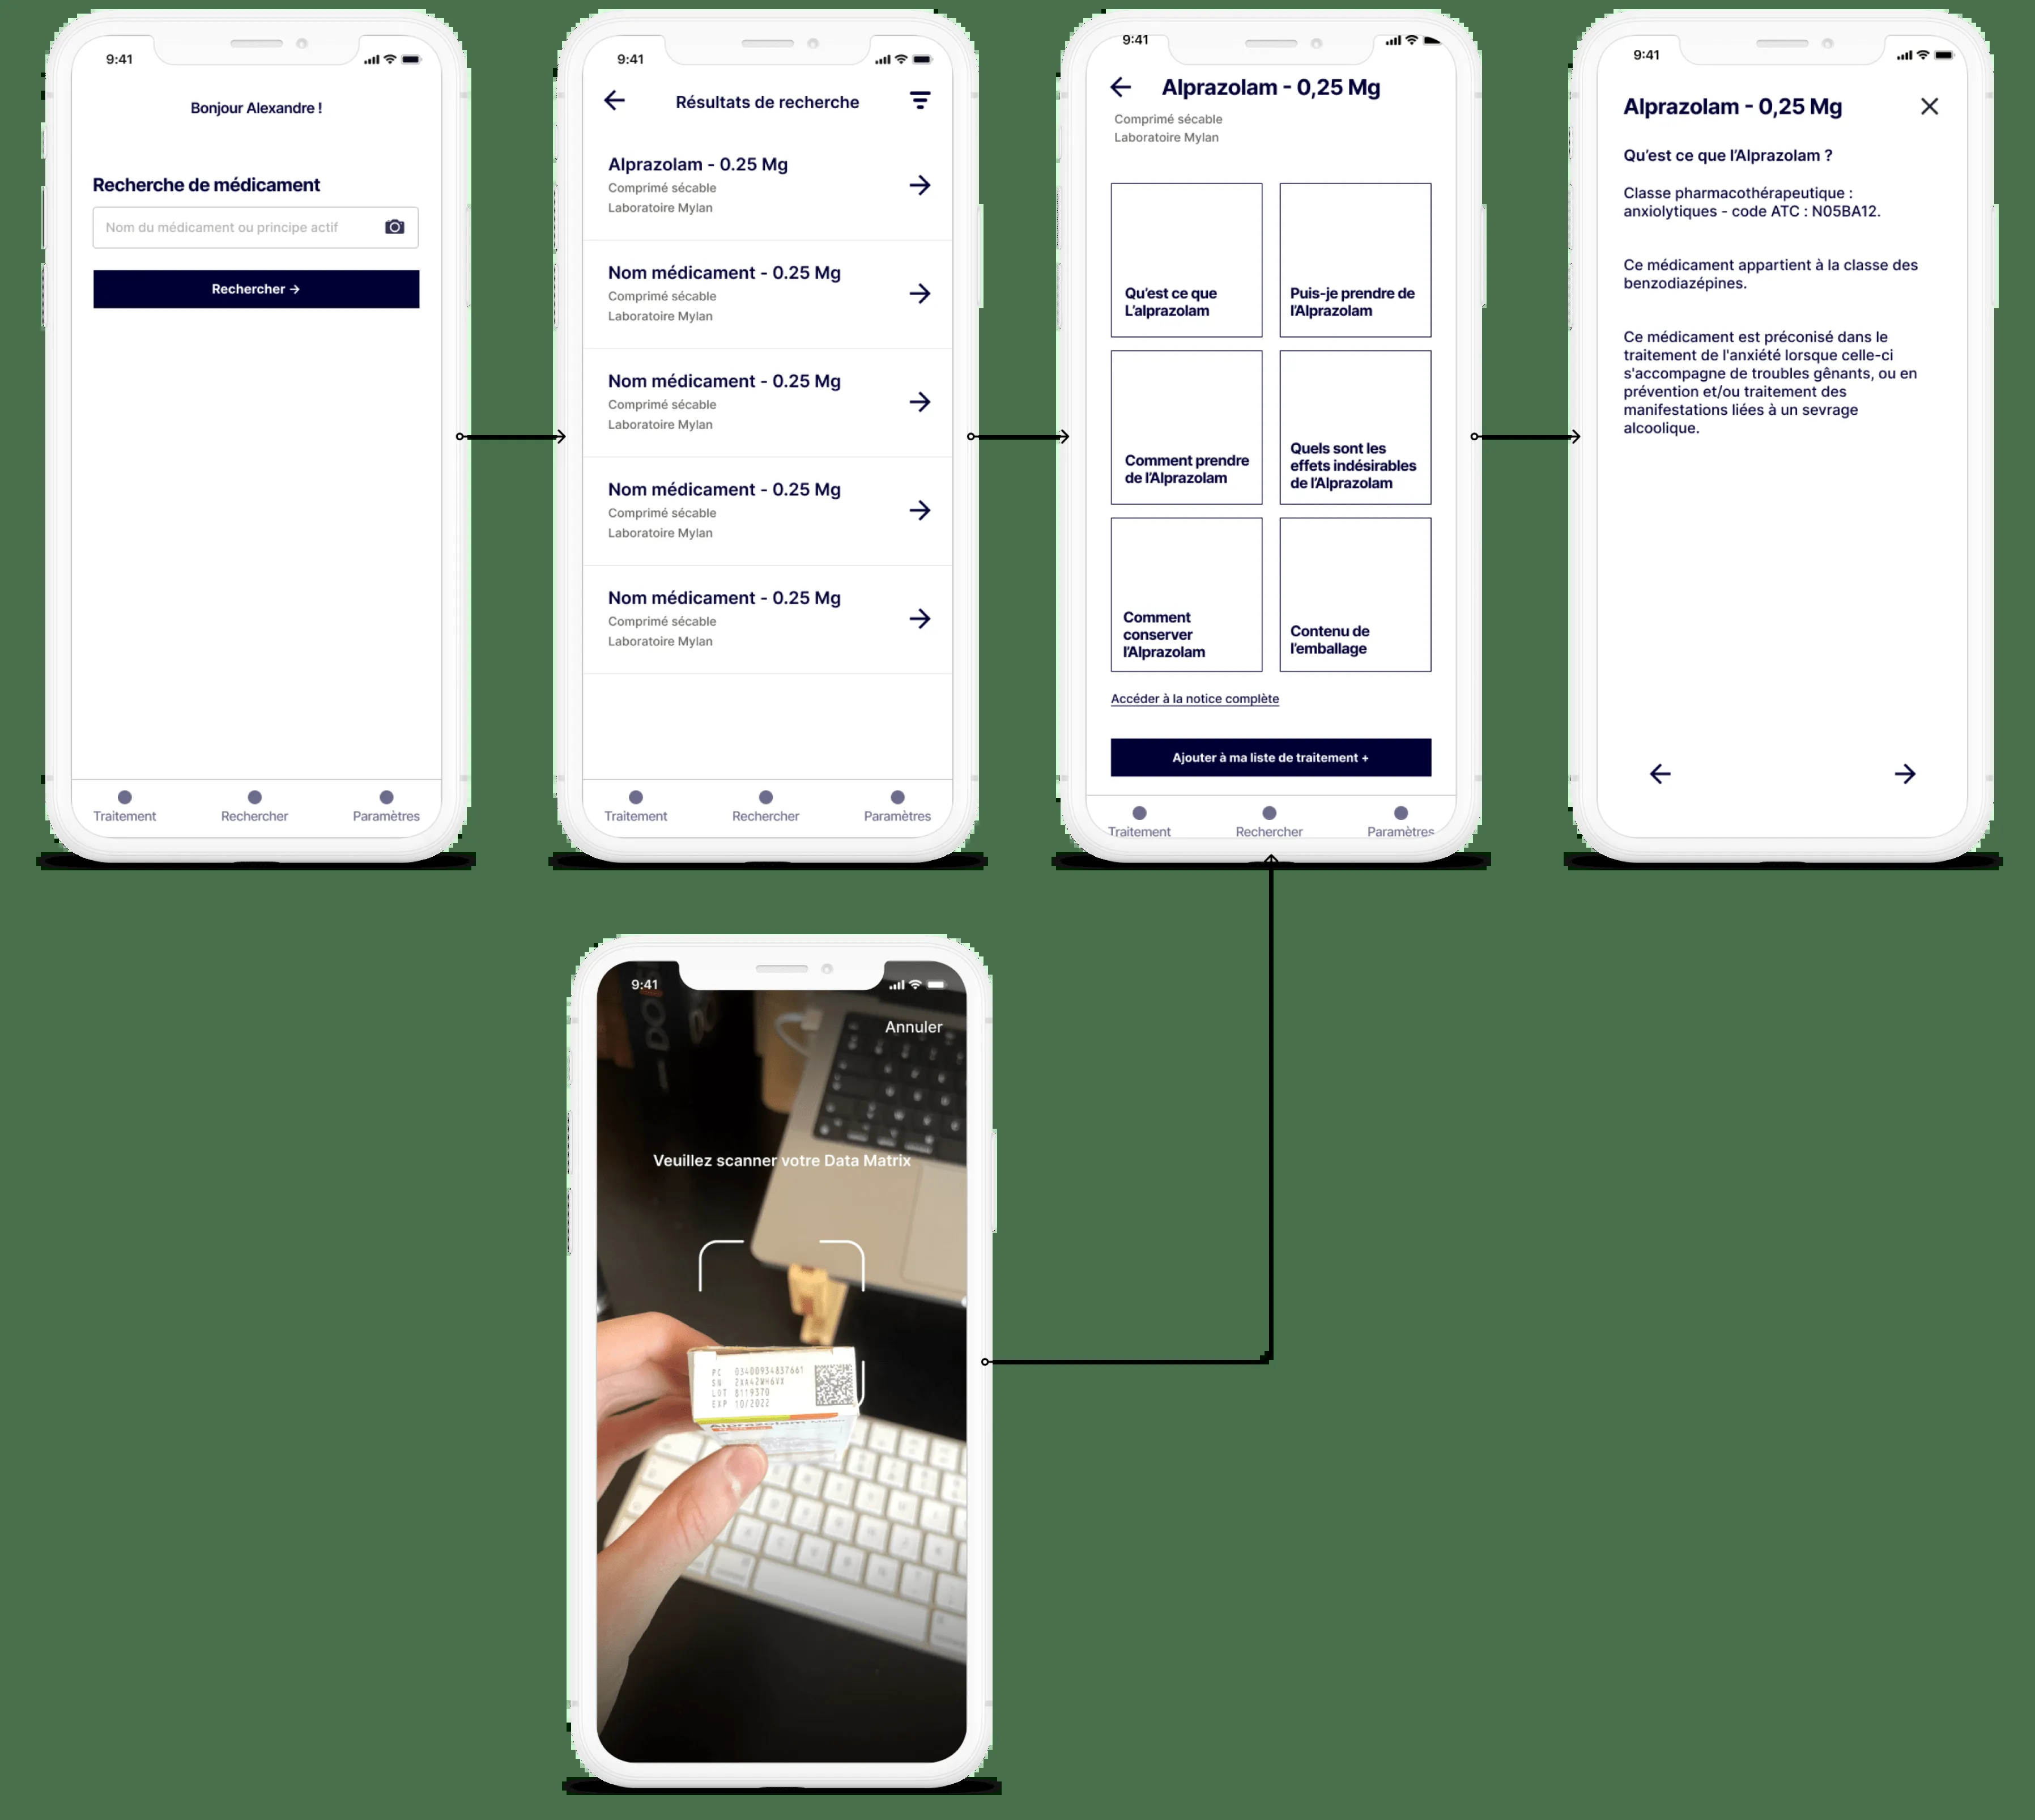 9:41
Bonjour Alexandre !
Recherche de médicament
Nom du médicament ou principe actif
Rechercher →
Traitement
Rechercher
Paramètres
9:41
Résultats de recherche
Alprazolam - 0.25 Mg
Comprimé sécable
Laboratoire Mylan
Nom médicament - 0.25 Mg
Comprimé sécable
Laboratoire Mylan
Nom médicament - 0.25 Mg
Comprimé sécable
Laboratoire Mylan
Nom médicament - 0.25 Mg
Comprimé sécable
Laboratoire Mylan
Nom médicament - 0.25 Mg
Comprimé sécable
Laboratoire Mylan
Traitement
Rechercher
Paramètres
9:41
Alprazolam - 0,25 Mg
Comprimé sécable
Laboratoire Mylan
Qu'est ce que
L'alprazolam
Puis-je prendre de
l'Alprazolam
Comment prendre
de l'Alprazolam
Quels sont les
effets indésirables
de l'Alprazolam
Comment
conserver
l'Alprazolam
Contenu de
l'emballage
Accéder à la notice complète
Ajouter à ma liste de traitement +
Traitement
Rechercher
Paramètres
9:41
Alprazolam - 0,25 Mg
Qu'est ce que l'Alprazolam ?
Classe pharmacothérapeutique :
anxiolytiques - code ATC : N05BA12.
Ce médicament appartient à la classe des
benzodiazépines.
Ce médicament est préconisé dans le
traitement de l'anxiété lorsque celle-ci
s'accompagne de troubles gênants, ou en
prévention et/ou traitement des
manifestations liées à un sevrage
alcoolique.
9:41
Annuler
Veuillez scanner votre Data Matrix
PC 03400934837661
SN 2XA42WH6VX
LOT 8119370
EXP 10/2022
Alprazolam Mylan